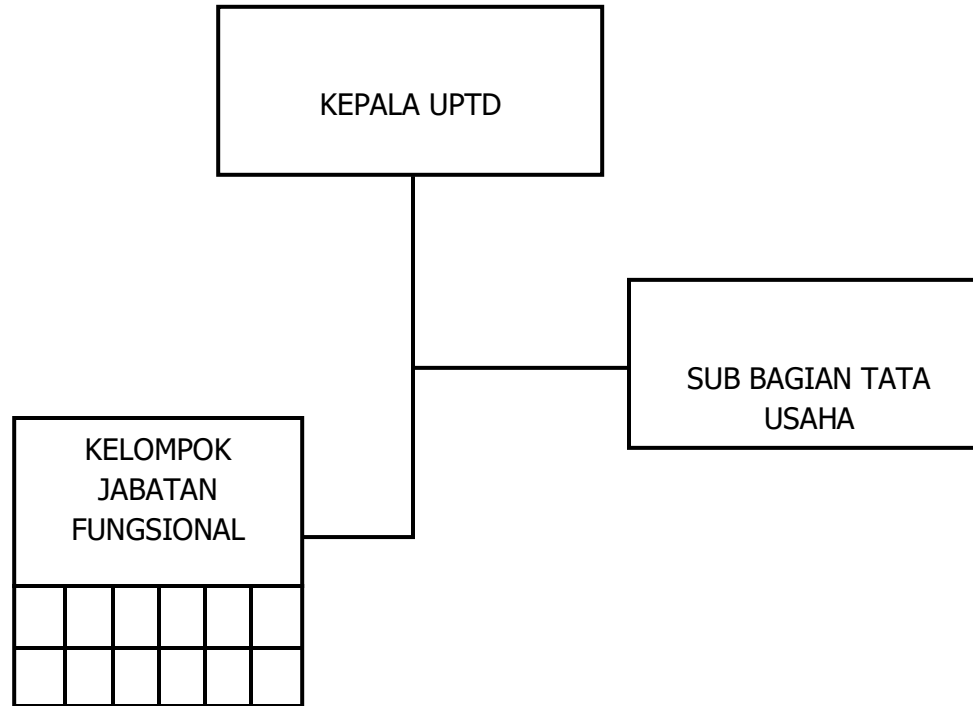 KEPALA UPTD
SUB BAGIAN TATA
USAHA
KELOMPOK
JABATAN
FUNGSIONAL